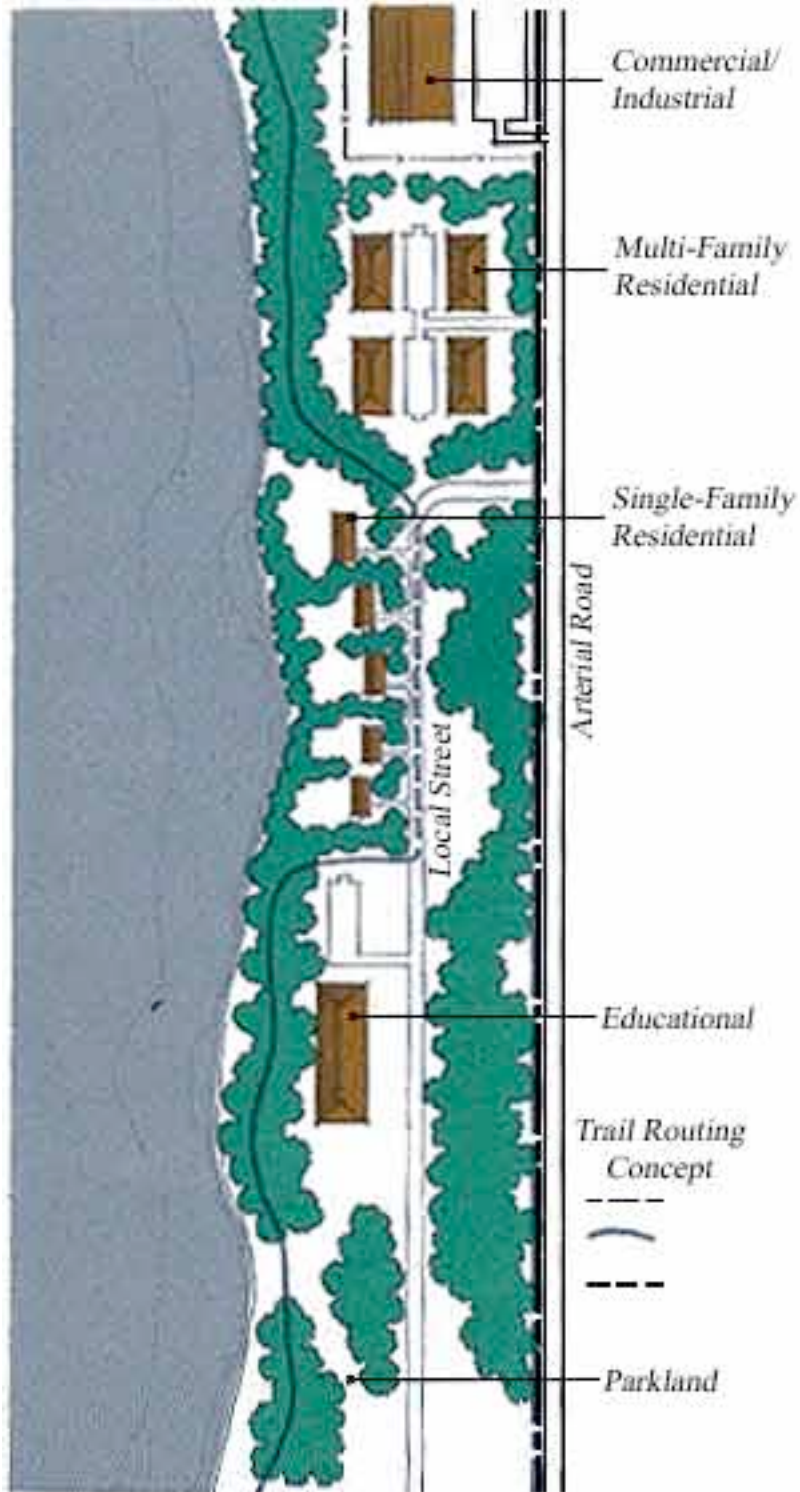 Commercial/
Industrial
Multi-Family
Residential
Single-Family
Residential
Arterial Road
Local Street
Educational
Trail Routing
Concept
Parkland